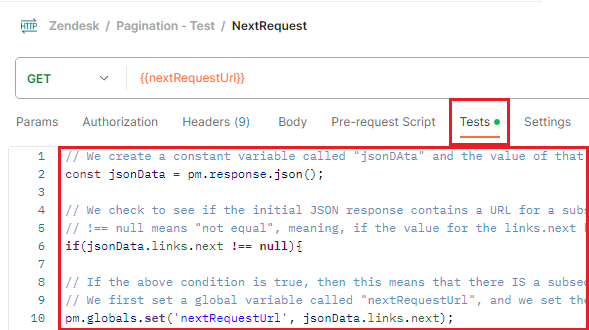 HTTP Zendesk / Pagination - Test / NextRequest
GET {{nextRequestUrl}}
Params Authorization Headers (9) Body Pre-request Script Tests Settings
1 // We create a constant variable called "jsonDAta" and the value of that
2 const jsonData = pm.response.json();
3
4 // We check to see if the initial JSON response contains a URL for a subs
5 // !== null means "not equal", meaning, if the value for the links.next
6 if(jsonData.links.next !== null){
7
8 // If the above condition is true, then this means that there IS a subsed
9 // We first set a global variable called "nextRequestUrl", and we set the
10 pm.globals.set('nextRequestUrl', jsonData.links.next);